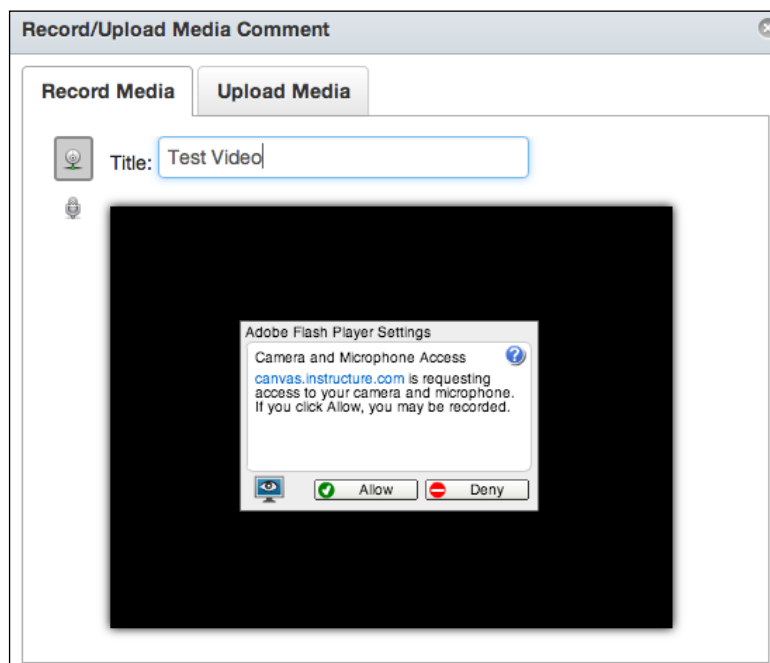 Record/Upload Media Comment
Record Media
Upload Media
Title: Test Video
Adobe Flash Player Settings
Camera and Microphone Access
canvas.instructure.com is requesting
access to your camera and microphone.
If you click Allow, you may be recorded.
Allow
Deny